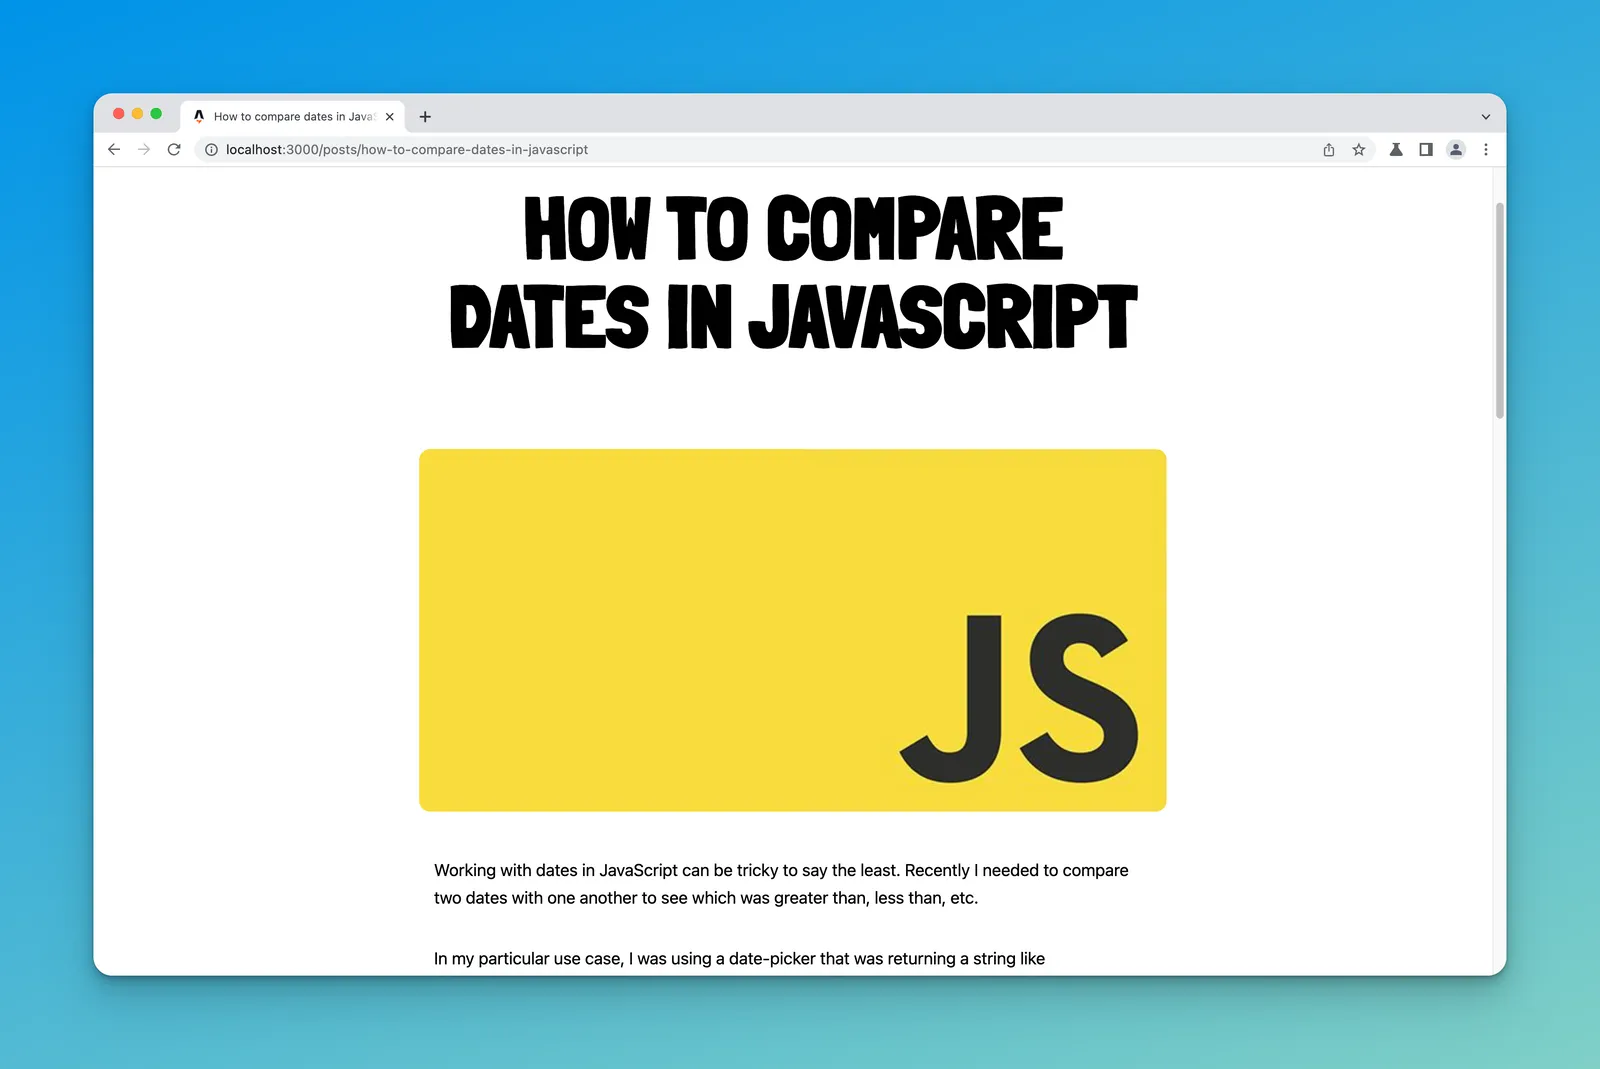 How to compare dates in Java
localhost:3000/posts/how-to-compare-dates-in-javascript
HOW TO COMPARE
DATES IN JAVASCRIPT
JS
Working with dates in JavaScript can be tricky to say the least. Recently I needed to compare
two dates with one another to see which was greater than, less than, etc.
In my particular use case, I was using a date-picker that was returning a string like